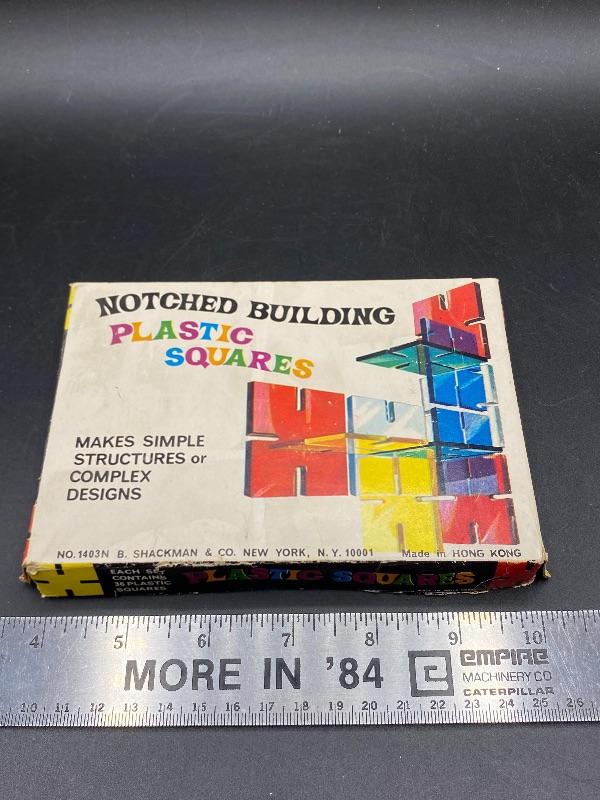 NOTCHED BUILDING
PLASTIC
SQUARES
MAKES SIMPLE
STRUCTURES or
COMPLEX
DESIGNS
NO. 1403N B. SHACKMAN & CO. NEW YORK, N.Y. 10001 Made in HONG KONG
EACH SET
CONTAINS
36 PLASTIC
SQUARES
PLASTIC SQUARES
4 5 6 7 8 9 10
MORE IN '84
EMPIRE
MACHINERY CO
CATERPILLAR
10 11 12 13 14 15 16 17 18 19 20 21 22 23 24 25 26